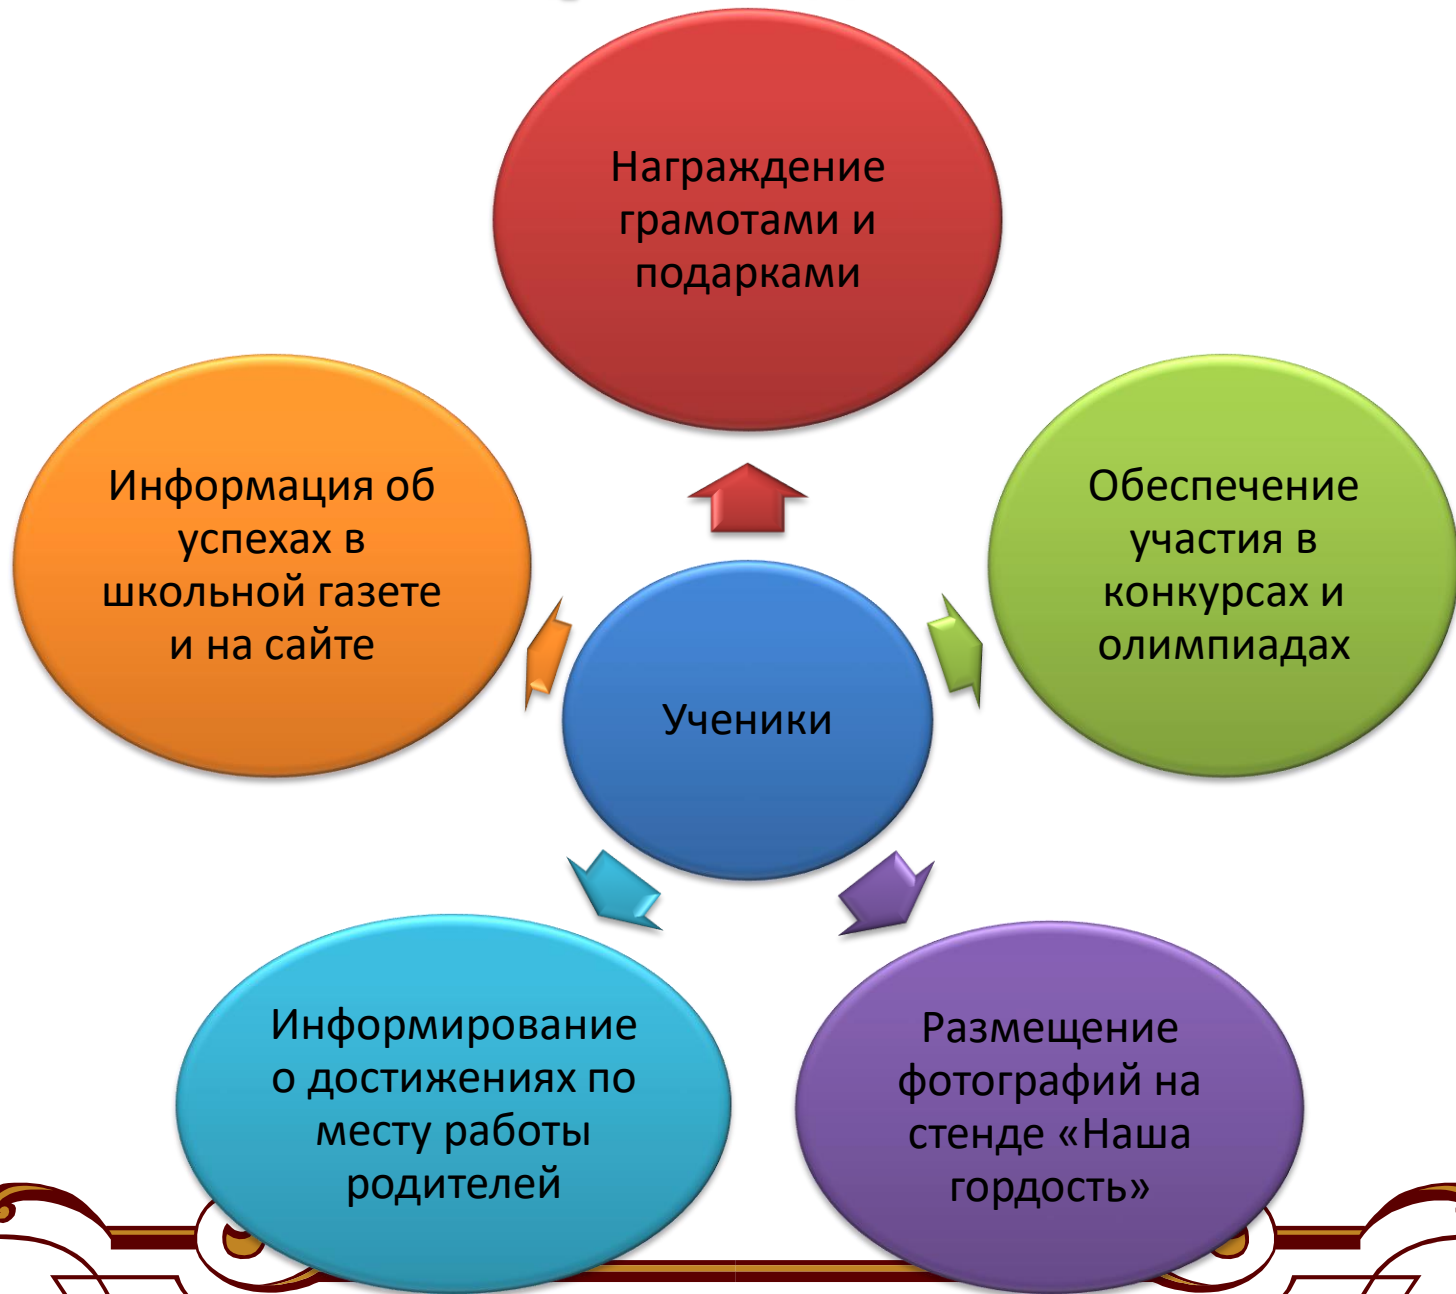 Награждение
грамотами и
подарками
Информация об
успехах в
школьной газете
и на сайте
Обеспечение
участия в
конкурсах и
олимпиадах
Ученики
Информирование
о достижениях по
месту работы
родителей
Размещение
фотографий на
стенде «Наша
гордость»